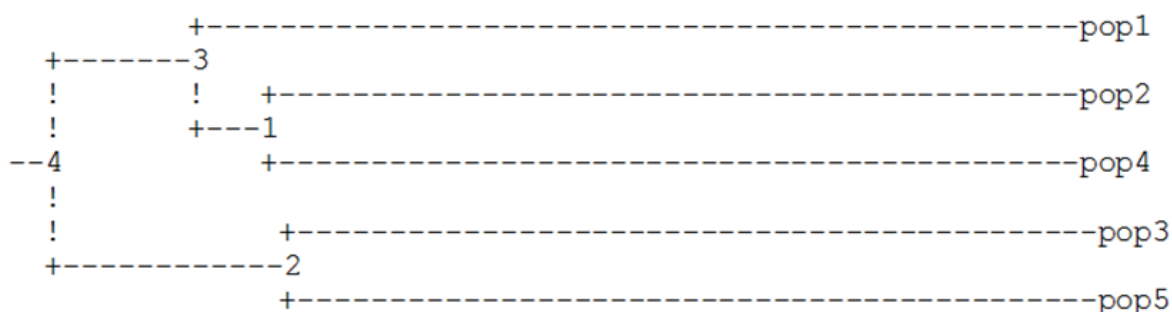 +-------------------------------------------------pop1
  +-------3
  !       !   +---------------------------------------------pop2
  !       +---1
--4           +---------------------------------------------pop4
  !
  !            +---------------------------------------------pop3
  +------------2
               +---------------------------------------------pop5